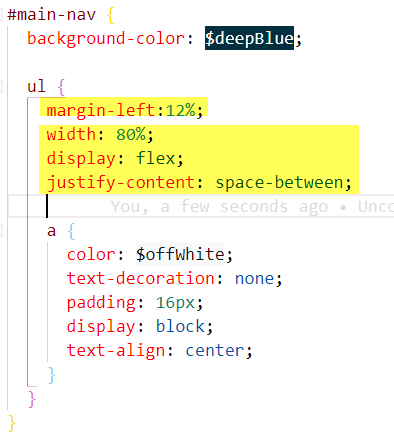 #main-nav {
background-color: $deepBlue;
ul {
margin-left:12%;
width: 80%;
display: flex;
justify-content: space-between;
You, a few seconds ago • Unco
a {
color: $offWhite;
text-decoration: none;
padding: 16px;
display: block;
text-align: center;
}
}
}